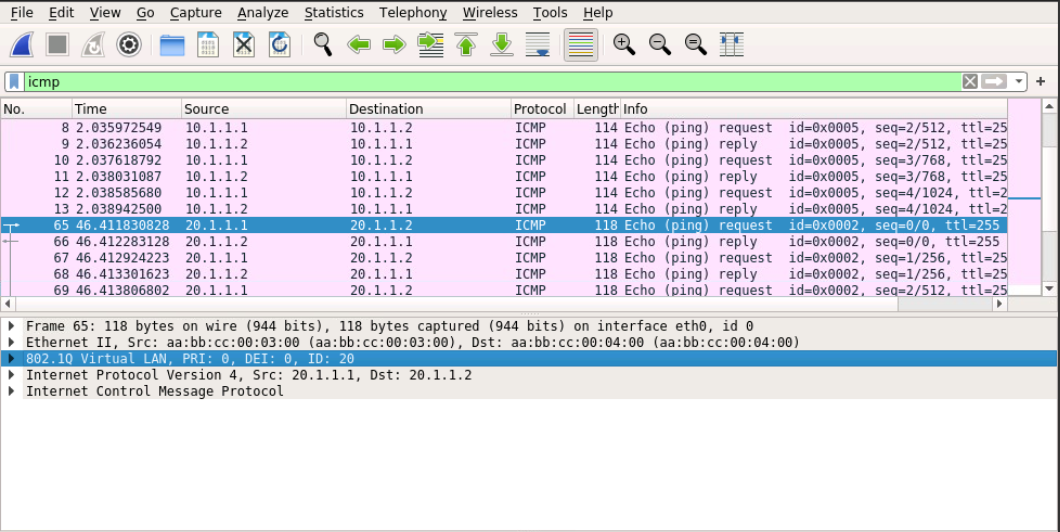 File Edit View Go Capture Analyze Statistics Telephony Wireless Tools Help
icmp
No. Time Source Destination Protocol Length Info
8 2.035972549 10.1.1.1 10.1.1.2 ICMP 114 Echo (ping) request id=0x0005, seq=2/512, ttl=25
9 2.036236054 10.1.1.2 10.1.1.1 ICMP 114 Echo (ping) reply id=0x0005, seq=2/512, ttl=25
10 2.037618792 10.1.1.1 10.1.1.2 ICMP 114 Echo (ping) request id=0x0005, seq=3/768, ttl=25
11 2.038031087 10.1.1.2 10.1.1.1 ICMP 114 Echo (ping) reply id=0x0005, seq=3/768, ttl=25
12 2.038585680 10.1.1.1 10.1.1.2 ICMP 114 Echo (ping) request id=0x0005, seq=4/1024, ttl=2
13 2.038942500 10.1.1.2 10.1.1.1 ICMP 114 Echo (ping) reply id=0x0005, seq=4/1024, ttl=2
65 46.411830828 20.1.1.1 20.1.1.2 ICMP 118 Echo (ping) request id=0x0002, seq=0/0, ttl=255
66 46.412283128 20.1.1.2 20.1.1.1 ICMP 118 Echo (ping) reply id=0x0002, seq=0/0, ttl=255
67 46.412924223 20.1.1.1 20.1.1.2 ICMP 118 Echo (ping) request id=0x0002, seq=1/256, ttl=25
68 46.413301623 20.1.1.2 20.1.1.1 ICMP 118 Echo (ping) reply id=0x0002, seq=1/256, ttl=25
69 46.413806802 20.1.1.1 20.1.1.2 ICMP 118 Echo (ping) request id=0x0002, seq=2/512, ttl=25
Frame 65: 118 bytes on wire (944 bits), 118 bytes captured (944 bits) on interface eth0, id 0
Ethernet II, Src: aa:bb:cc:00:03:00 (aa:bb:cc:00:03:00), Dst: aa:bb:cc:00:04:00 (aa:bb:cc:00:04:00)
802.1Q Virtual LAN, PRI: 0, DEI: 0, ID: 20
Internet Protocol Version 4, Src: 20.1.1.1, Dst: 20.1.1.2
Internet Control Message Protocol